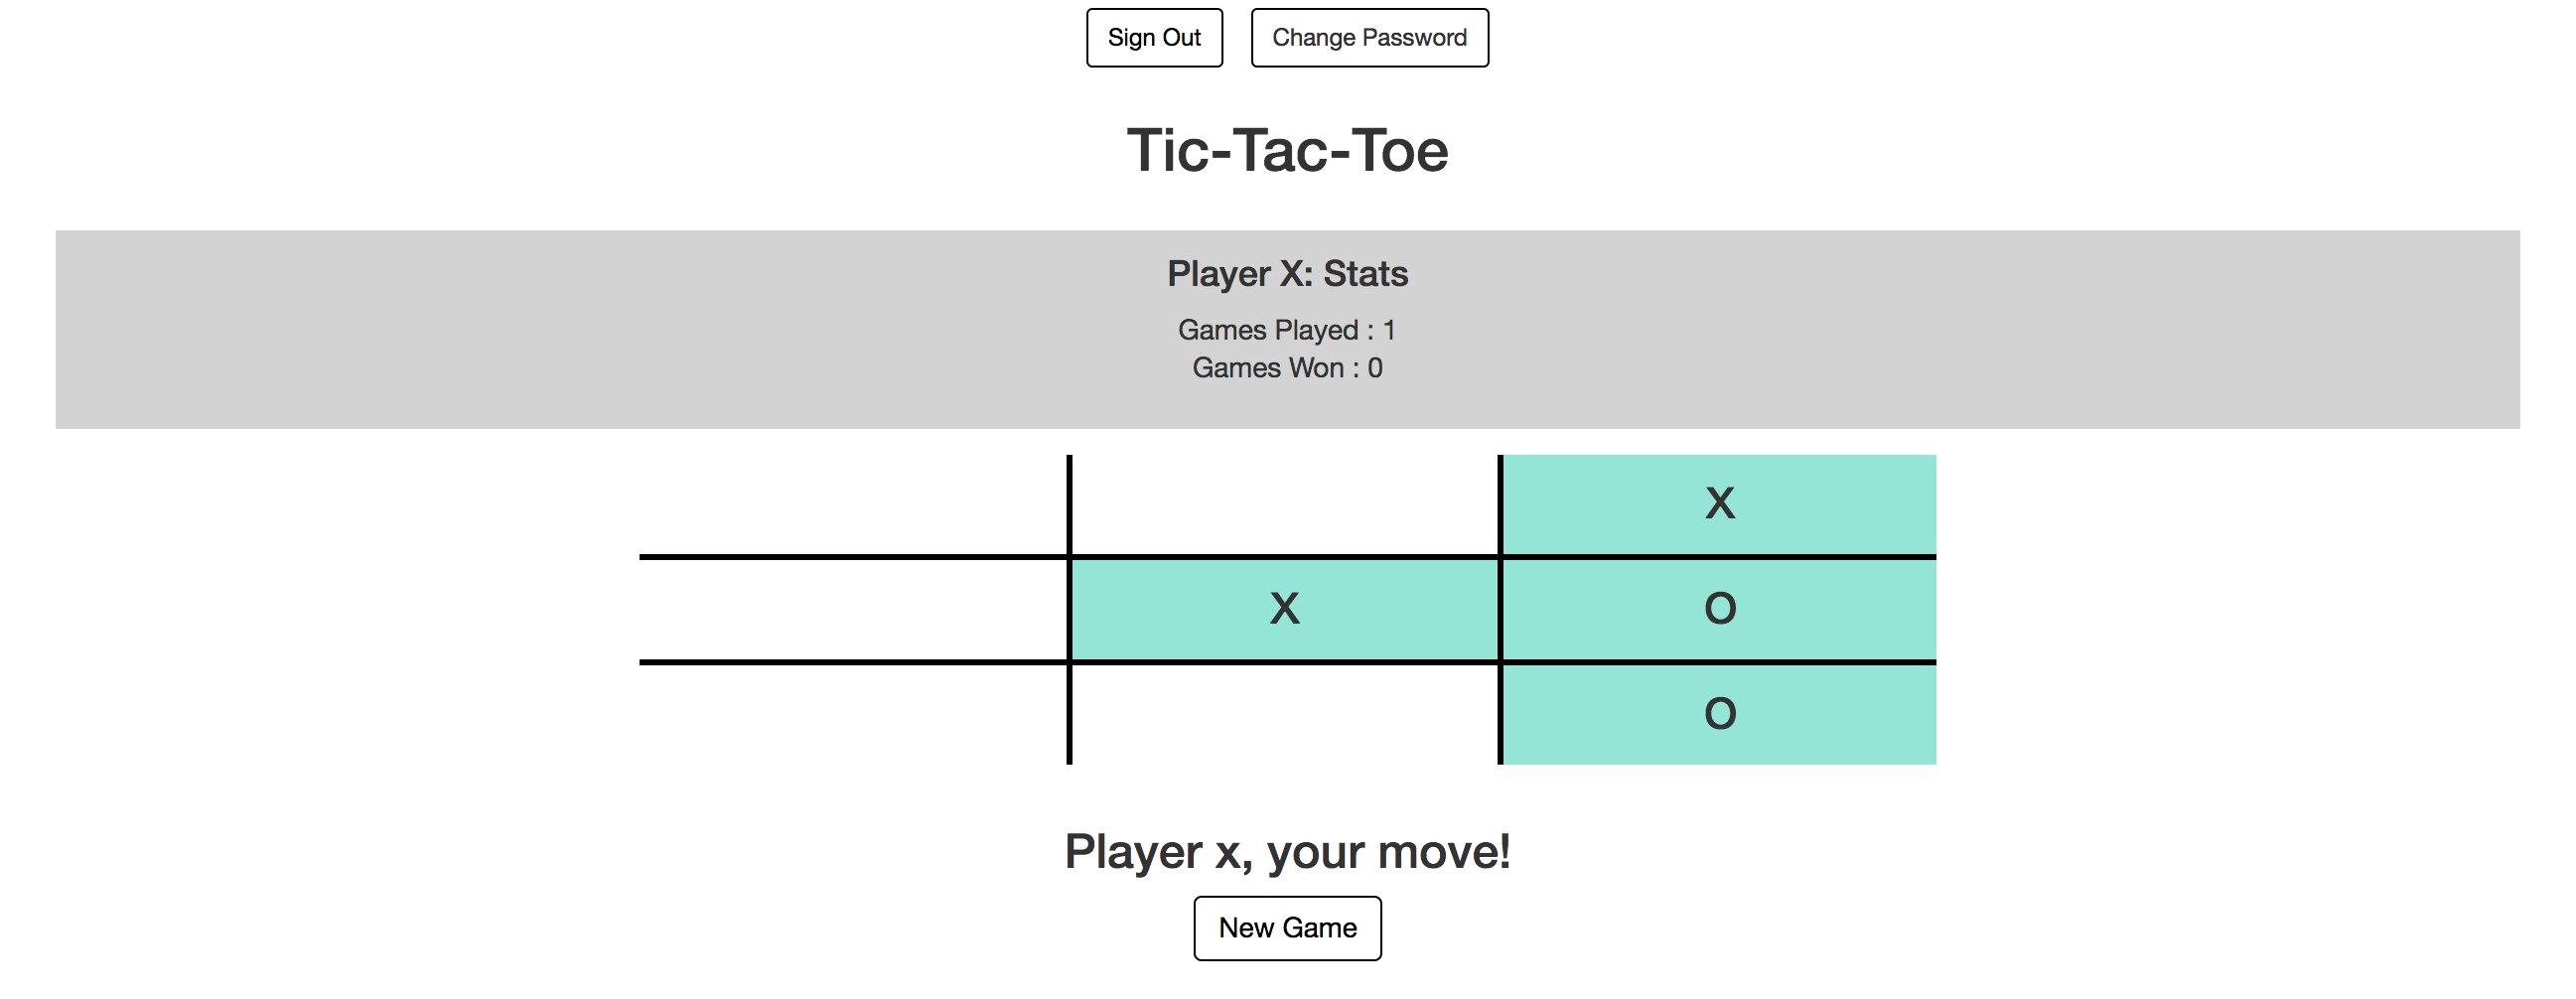 Sign Out Change Password
Tic-Tac-Toe
Player X: Stats
Games Played : 1
Games Won : 0
X
X O
O
Player x, your move!
New Game